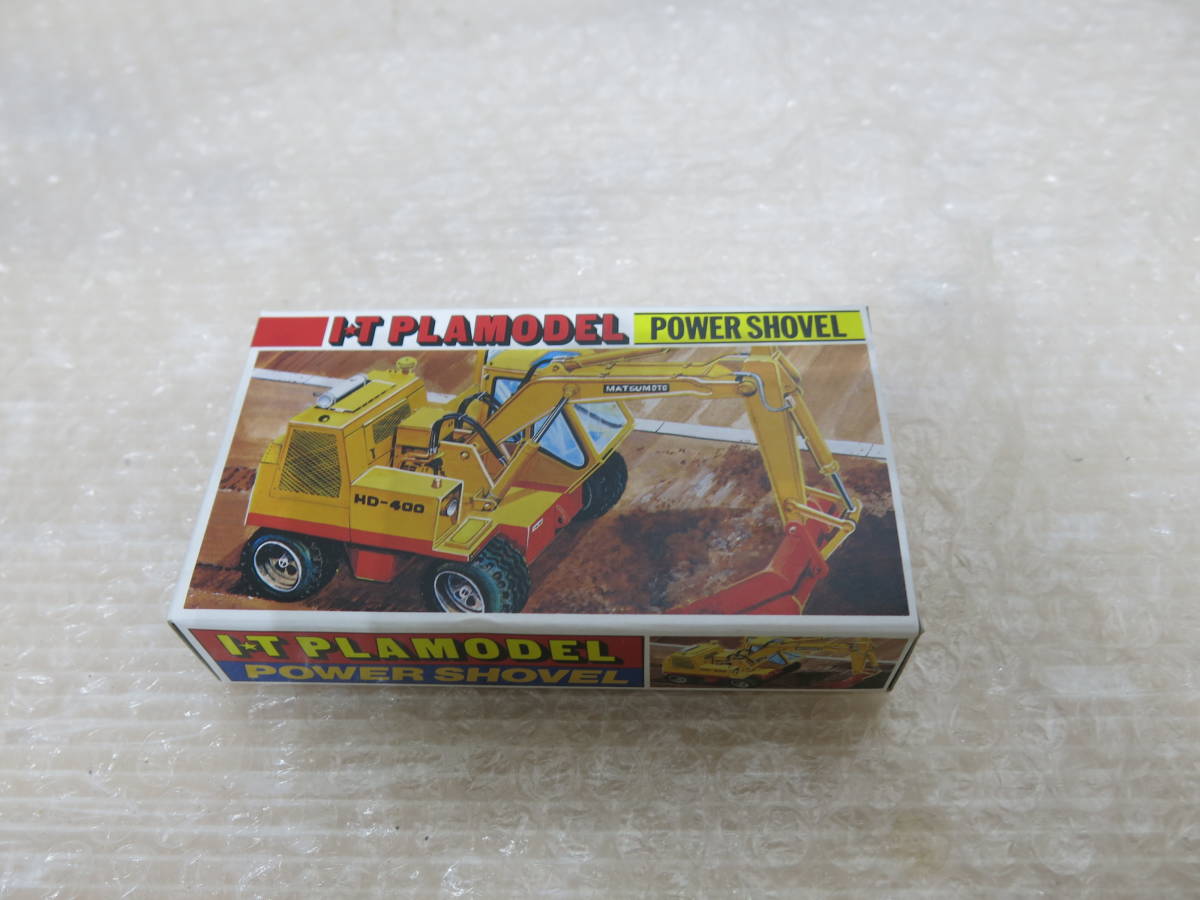 I★T PLAMODEL
POWER SHOVEL
MATSUMOTO
HD-400
I★T PLAMODEL
POWER SHOVEL